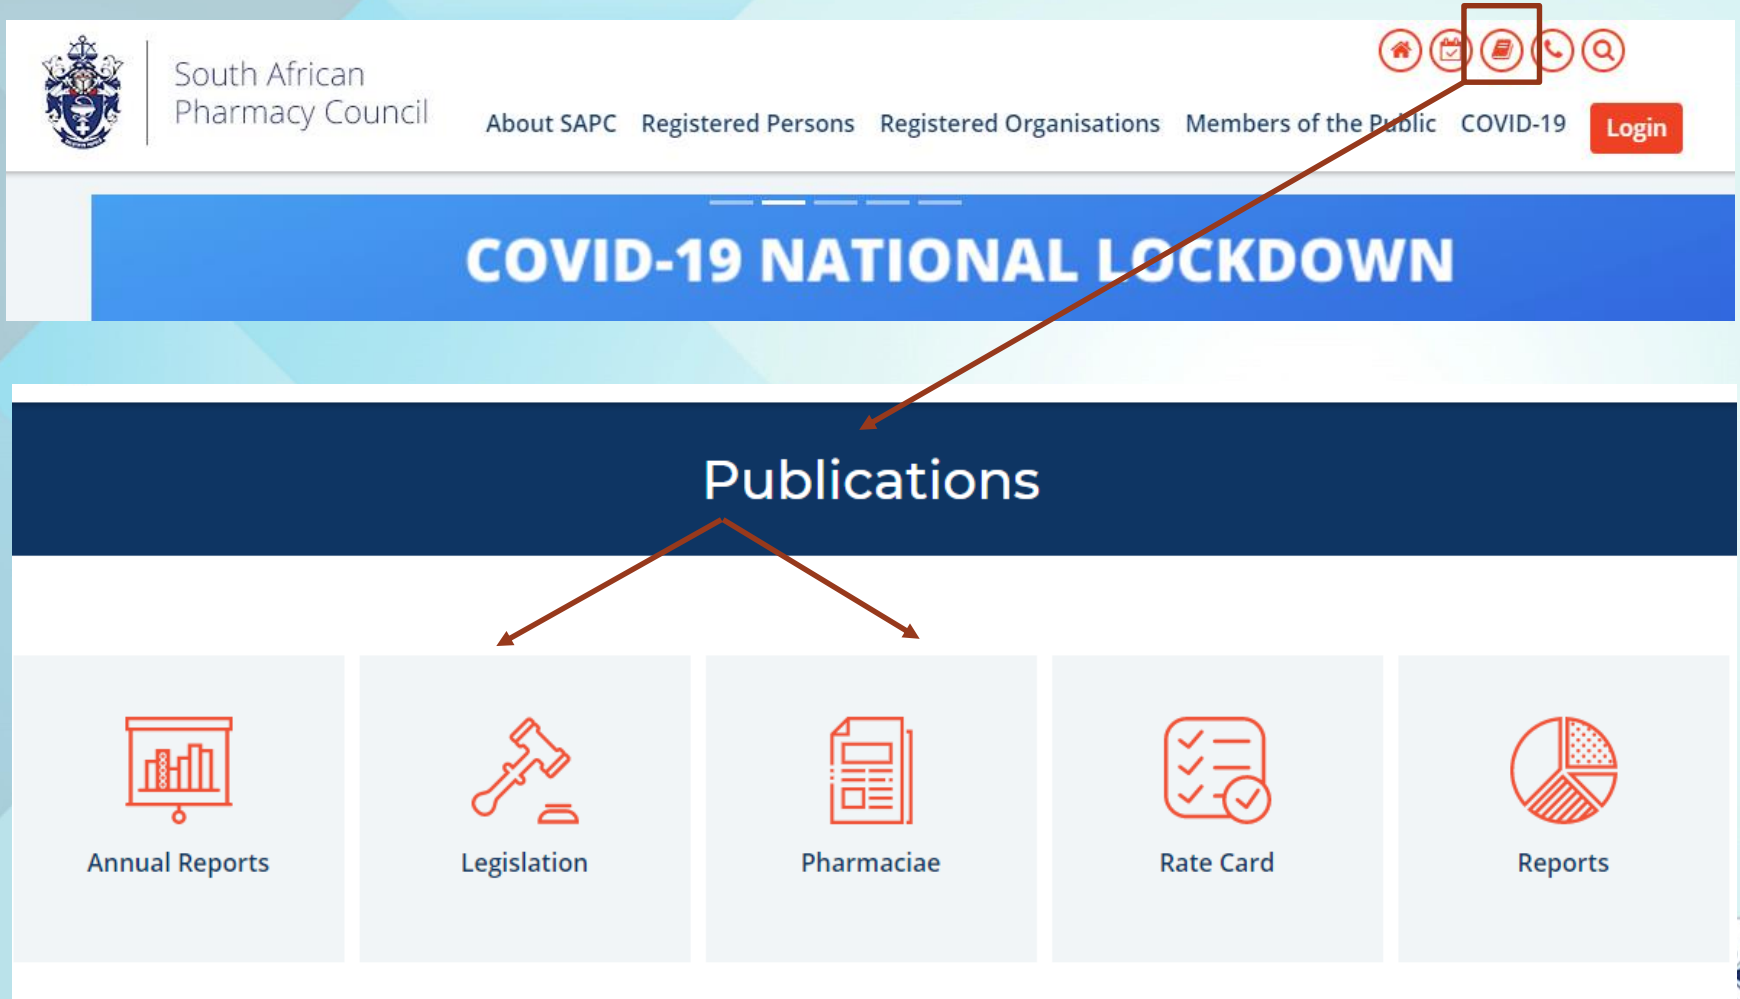 South African
Pharmacy Council
About SAPC Registered Persons Registered Organisations Members of the Public COVID-19 Login
COVID-19 NATIONAL LOCKDOWN
Publications
Annual Reports Legislation Pharmaciae Rate Card Reports